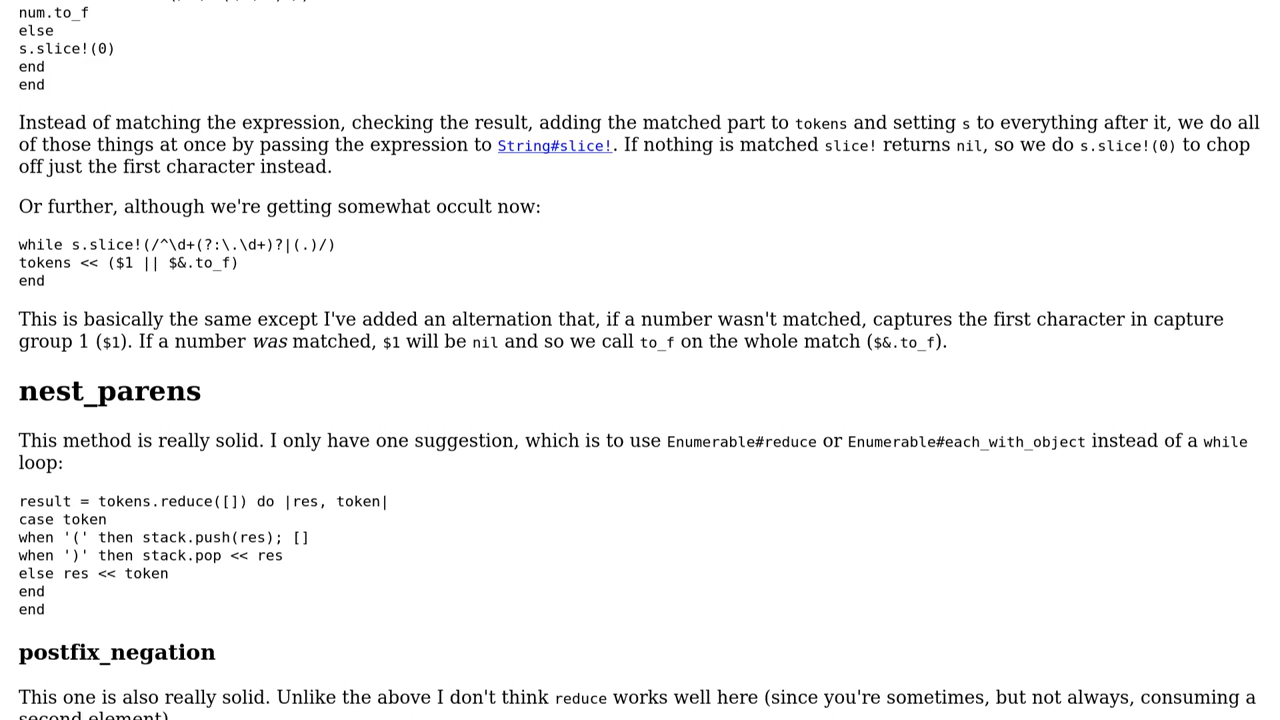 num.to_f
else
s.slice!(0)
end
end
Instead of matching the expression, checking the result, adding the matched part to tokens and setting s to everything after it, we do all
of those things at once by passing the expression to String#slice!. If nothing is matched slice! returns nil, so we do s.slice!(0) to chop
off just the first character instead.
Or further, although we're getting somewhat occult now:
while s.slice!(/^\d+(?:\.\d+)?|(.)/)
tokens << ($1 || $&.to_f)
end
This is basically the same except I've added an alternation that, if a number wasn't matched, captures the first character in capture
group 1 ($1). If a number was matched, $1 will be nil and so we call to_f on the whole match ($&.to_f).
nest_parens
This method is really solid. I only have one suggestion, which is to use Enumerable#reduce or Enumerable#each_with_object instead of a while
loop:
result = tokens.reduce([]) do |res, token|
case token
when '(' then stack.push(res); []
when ')' then stack.pop << res
else res << token
end
end
postfix_negation
This one is also really solid. Unlike the above I don't think reduce works well here (since you're sometimes, but not always, consuming a
second element)